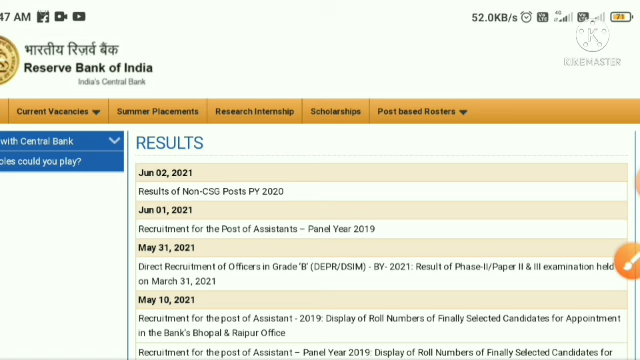 47 AM
52.0KB/s
4G
71
KINEMASTER
भारतीय रिज़र्व बैंक
Reserve Bank of India
India's Central Bank
Current Vacancies
Summer Placements
Research Internship
Scholarships
Post based Rosters
with Central Bank
oles could you play?
RESULTS
Jun 02, 2021
Results of Non-CSG Posts PY 2020
Jun 01, 2021
Recruitment for the Post of Assistants – Panel Year 2019
May 31, 2021
Direct Recruitment of Officers in Grade 'B' (DEPR/DSIM) - BY- 2021: Result of Phase-II/Paper II & III examination held
on March 31, 2021
May 10, 2021
Recruitment for the post of Assistant - 2019: Display of Roll Numbers of Finally Selected Candidates for Appointment
in the Bank's Bhopal & Raipur Office
Recruitment for the post of Assistant – Panel Year 2019: Display of Roll Numbers of Finally Selected Candidates for